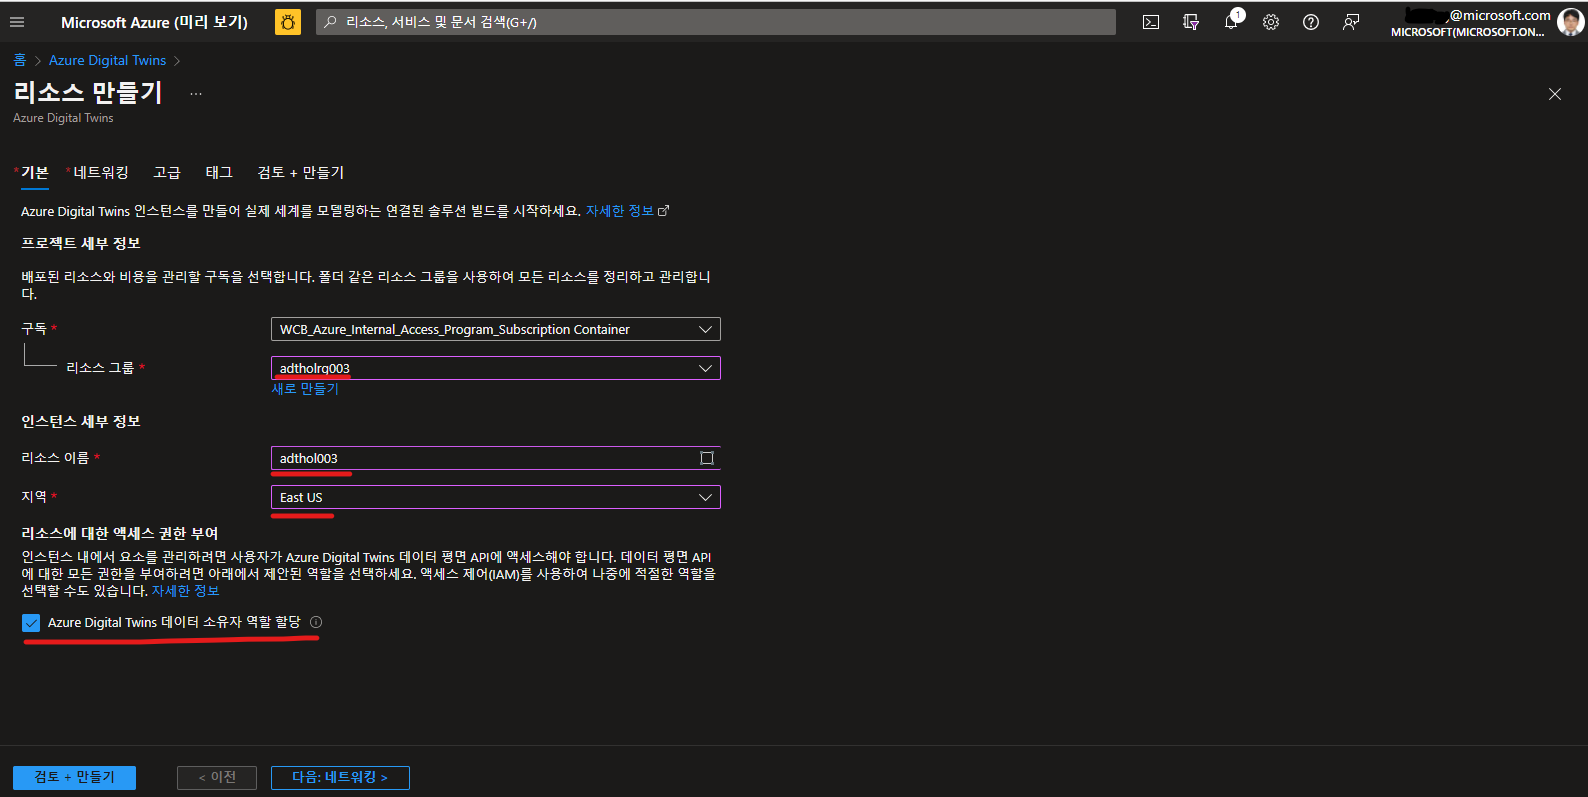 Microsoft Azure (미리 보기)
리소스, 서비스 및 문서 검색(G+/)
1
@microsoft.com
MICROSOFT(MICROSOFT.ON...
홈 > Azure Digital Twins >
리소스 만들기 ...
Azure Digital Twins
* 기본 * 네트워킹 고급 태그 검토 + 만들기
Azure Digital Twins 인스턴스를 만들어 실제 세계를 모델링하는 연결된 솔루션 빌드를 시작하세요. 자세한 정보
프로젝트 세부 정보
배포된 리소스와 비용을 관리할 구독을 선택합니다. 폴더 같은 리소스 그룹을 사용하여 모든 리소스를 정리하고 관리합니
다.
구독 * WCB_Azure_Internal_Access_Program_Subscription Container
리소스 그룹 * adtholrg003
새로 만들기
인스턴스 세부 정보
리소스 이름 * adthol003
지역 * East US
리소스에 대한 액세스 권한 부여
인스턴스 내에서 요소를 관리하려면 사용자가 Azure Digital Twins 데이터 평면 API에 액세스해야 합니다. 데이터 평면 API
에 대한 모든 권한을 부여하려면 아래에서 제안된 역할을 선택하세요. 액세스 제어(IAM)를 사용하여 나중에 적절한 역할을
선택할 수도 있습니다. 자세한 정보
Azure Digital Twins 데이터 소유자 역할 할당
검토 + 만들기 < 이전 다음: 네트워킹 >